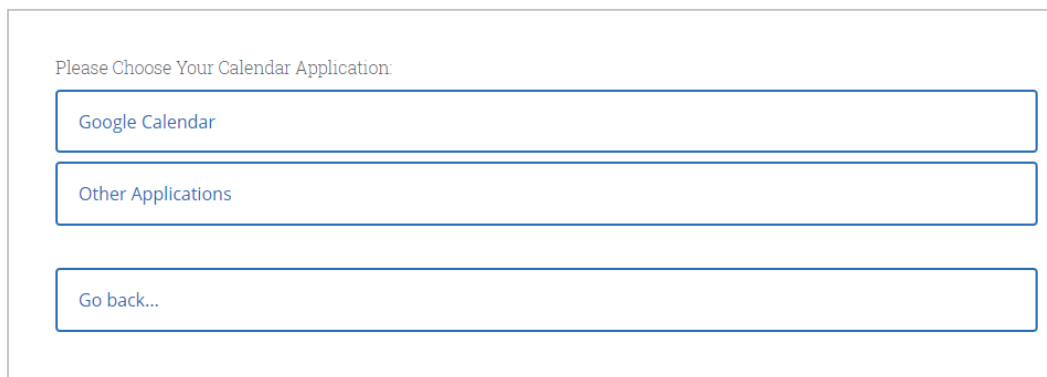 Please Choose Your Calendar Application:
Google Calendar
Other Applications
Go back...